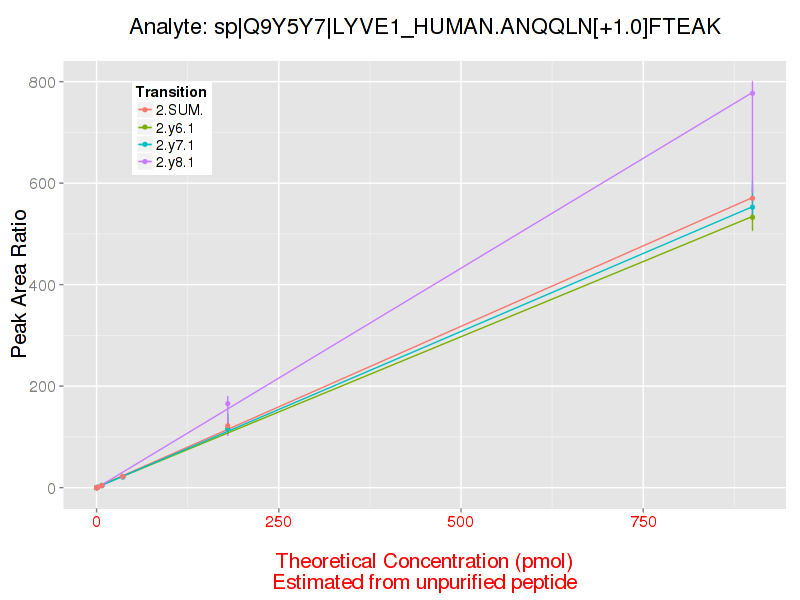 Analyte: sp|Q9Y5Y7|LYVE1_HUMAN.ANQQLN[+1.0]FTEAK
Transition
2.SUM.
2.y6.1
2.y7.1
2.y8.1
Peak Area Ratio
800
600
400
200
0
0 250 500 750
Theoretical Concentration (pmol)
Estimated from unpurified peptide